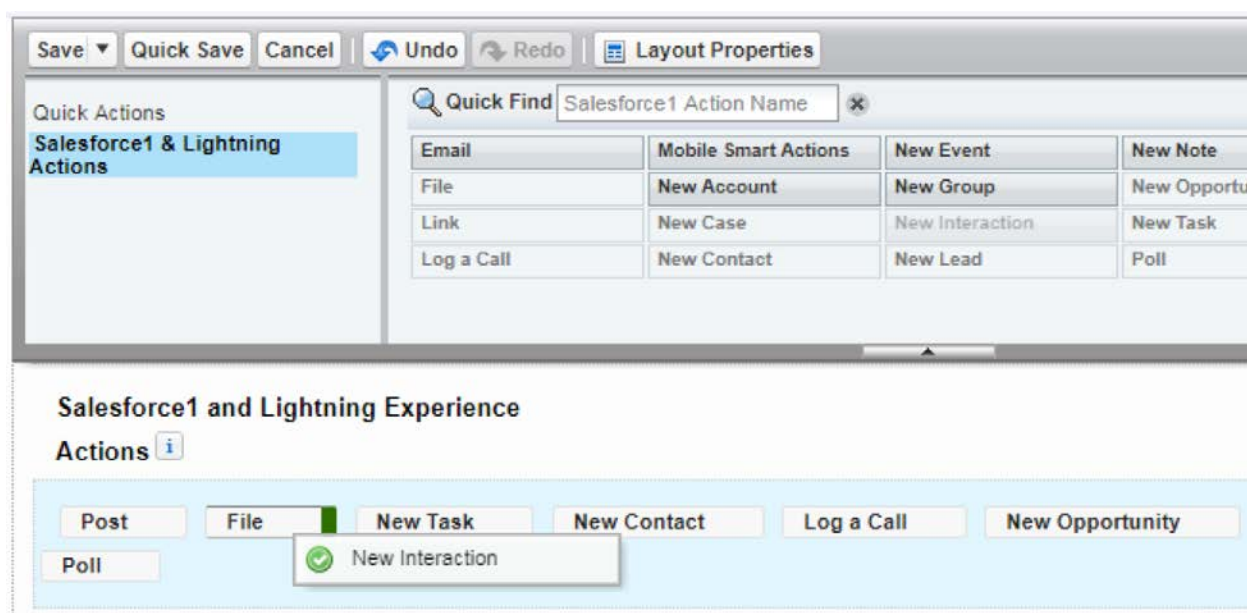 Save Quick Save Cancel Undo Redo Layout Properties
Quick Actions
Salesforce1 & Lightning
Actions
Quick Find Salesforce1 Action Name
Email Mobile Smart Actions New Event New Note
File New Account New Group New Opportu
Link New Case New Interaction New Task
Log a Call New Contact New Lead Poll
Salesforce1 and Lightning Experience
Actions i
Post File New Task New Contact Log a Call New Opportunity
Poll New Interaction